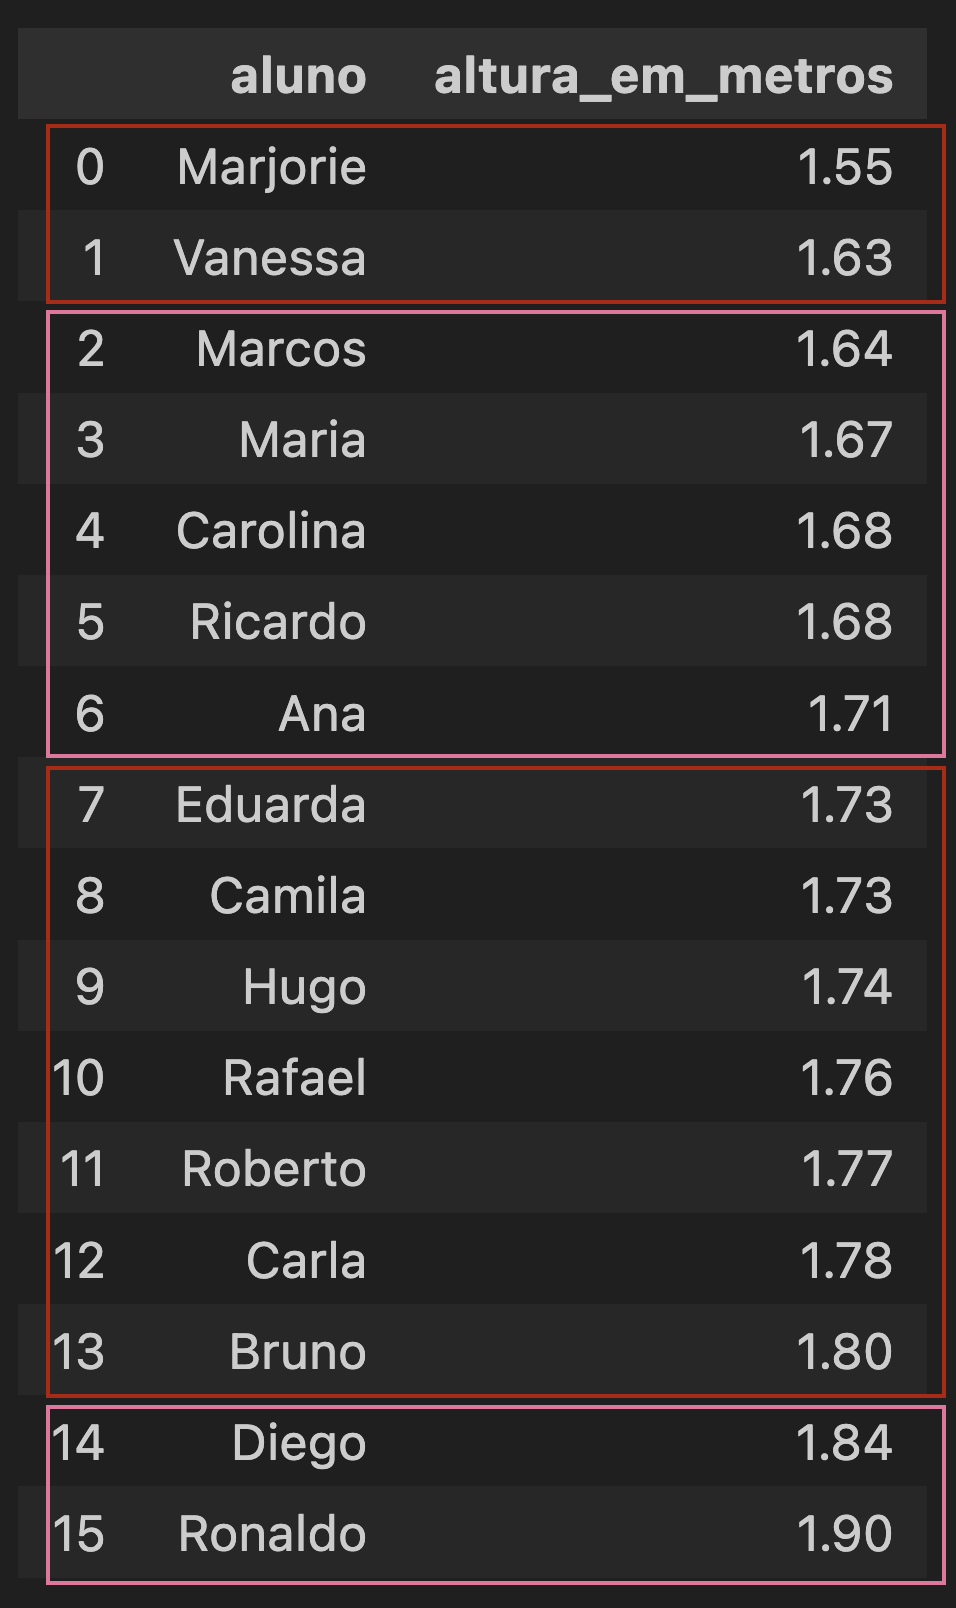 aluno altura_em_metros
0 Marjorie 1.55
1 Vanessa 1.63
2 Marcos 1.64
3 Maria 1.67
4 Carolina 1.68
5 Ricardo 1.68
6 Ana 1.71
7 Eduarda 1.73
8 Camila 1.73
9 Hugo 1.74
10 Rafael 1.76
11 Roberto 1.77
12 Carla 1.78
13 Bruno 1.80
14 Diego 1.84
15 Ronaldo 1.90